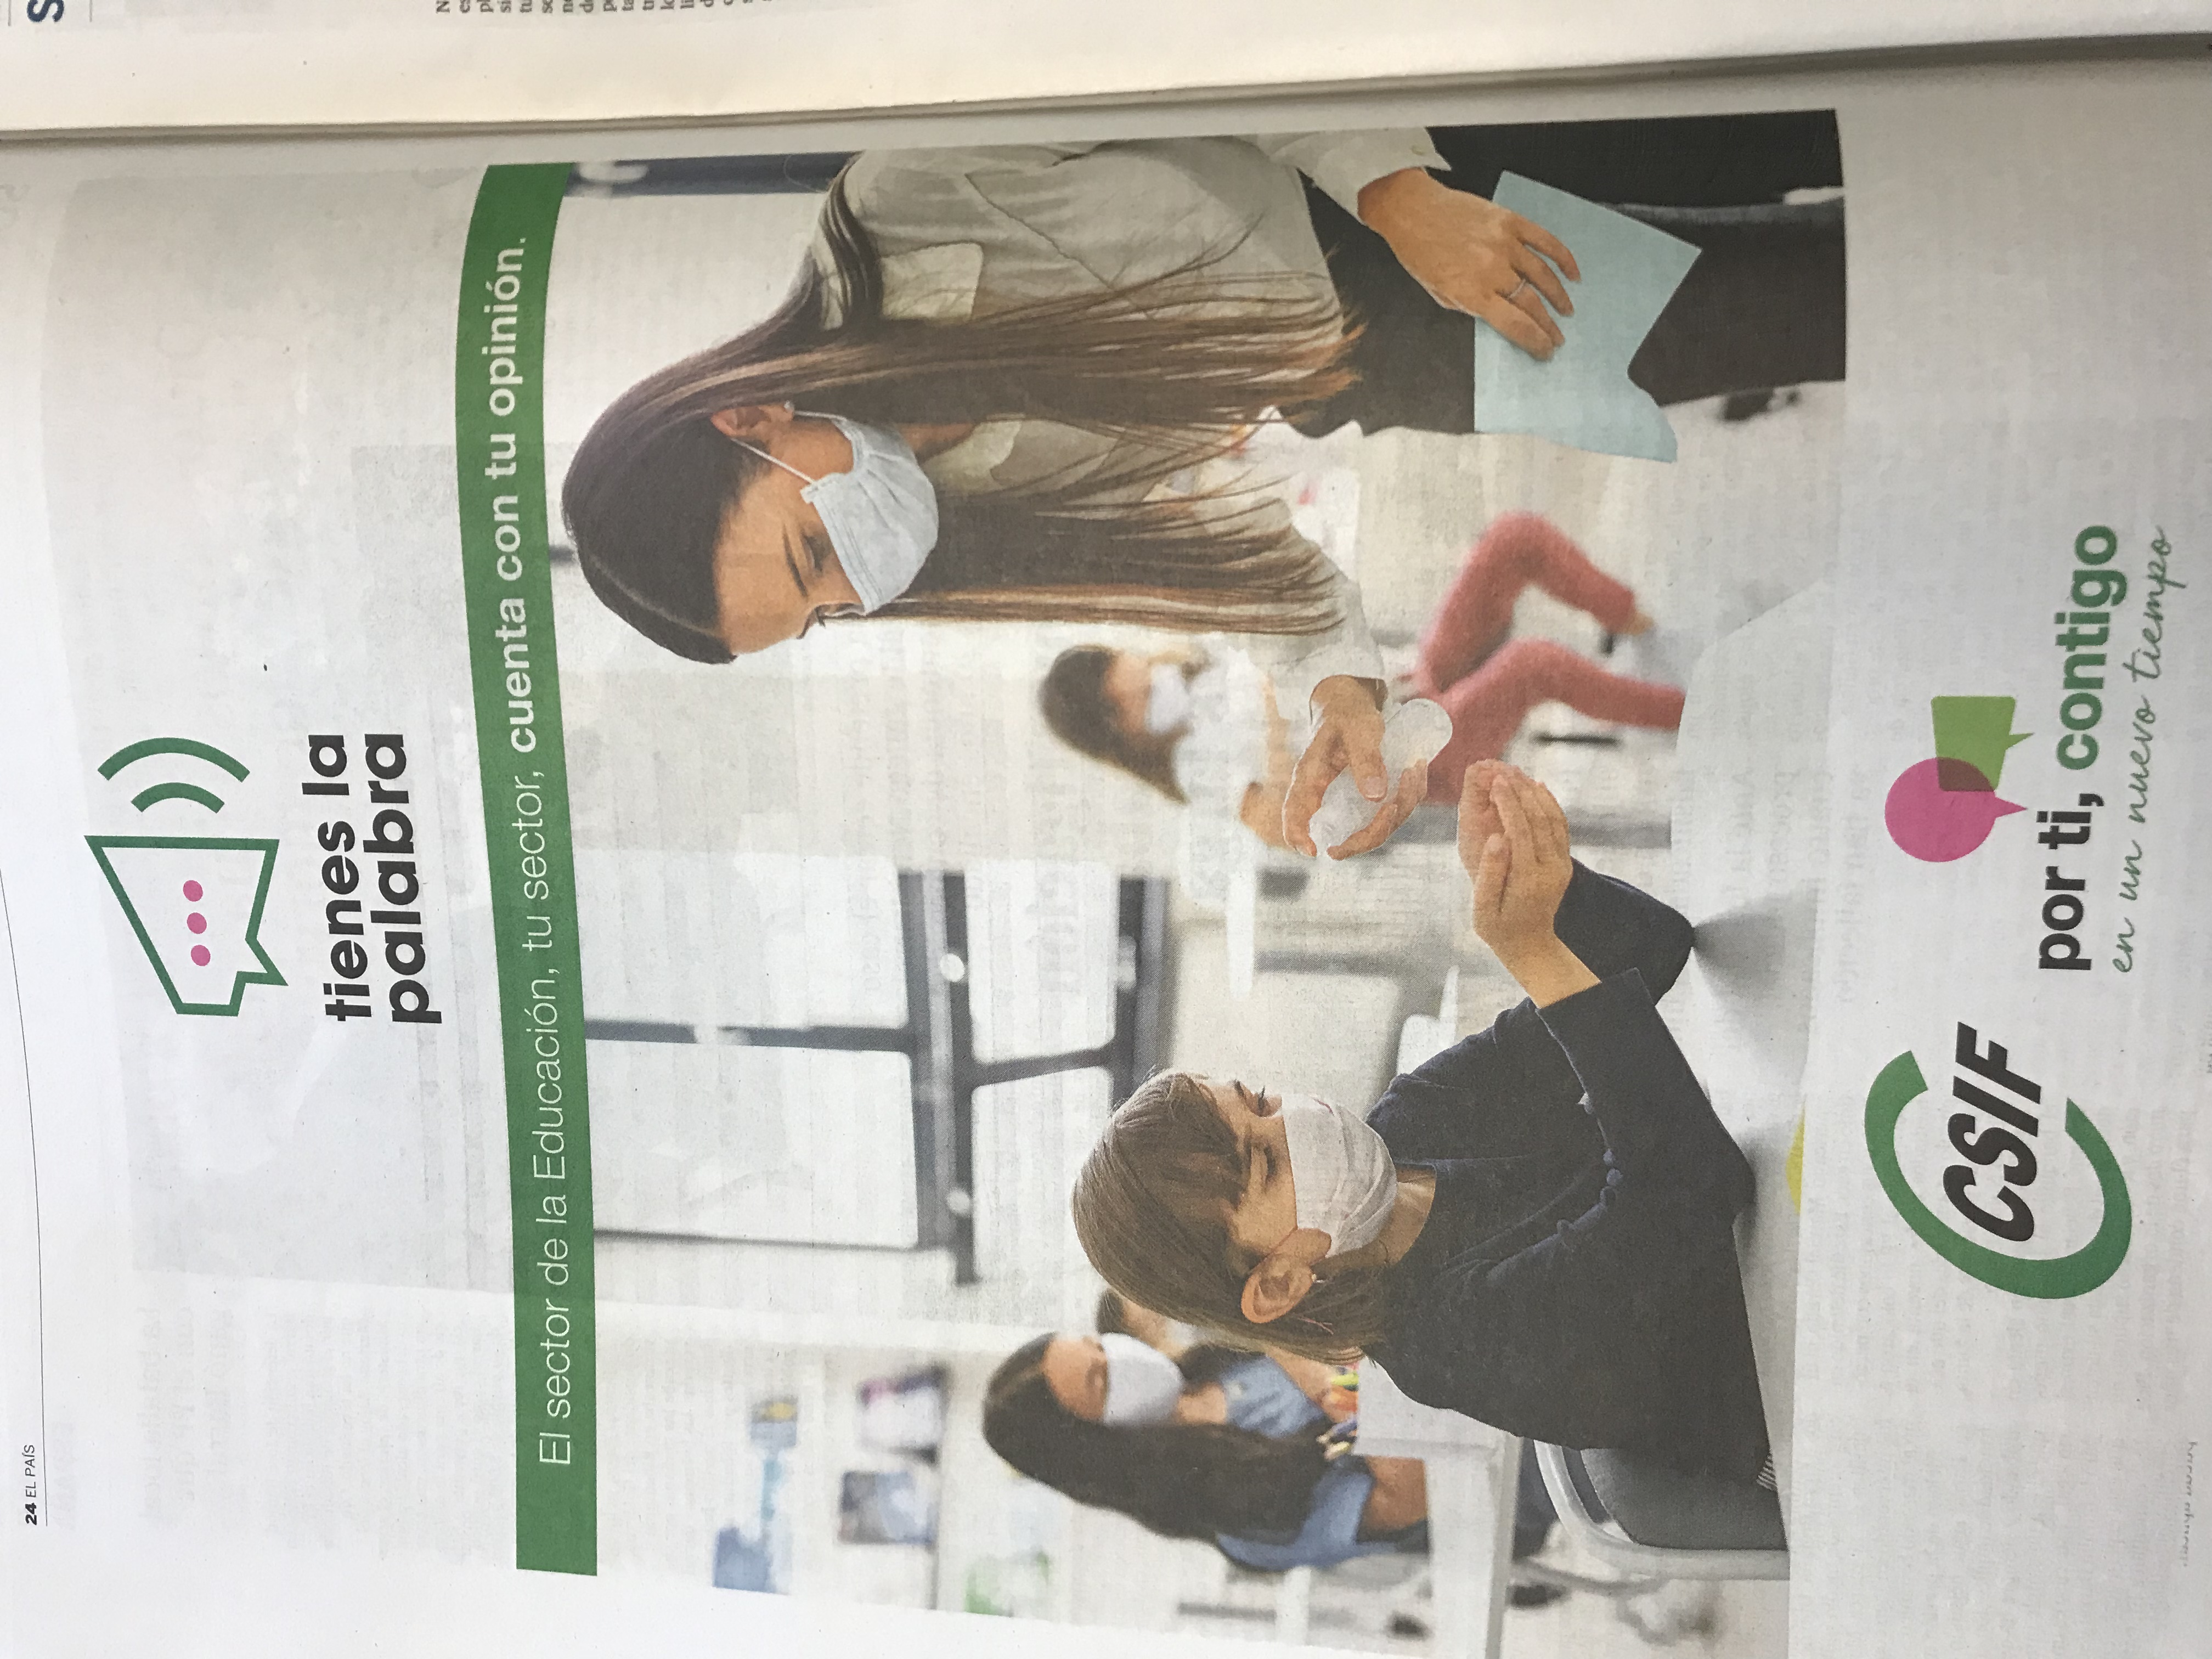 24 EL PAÍS
tienes la
palabra
El sector de la Educación, tu sector, cuenta con tu opinión.
CSIF
por ti, contigo
en un nuevo tiempo